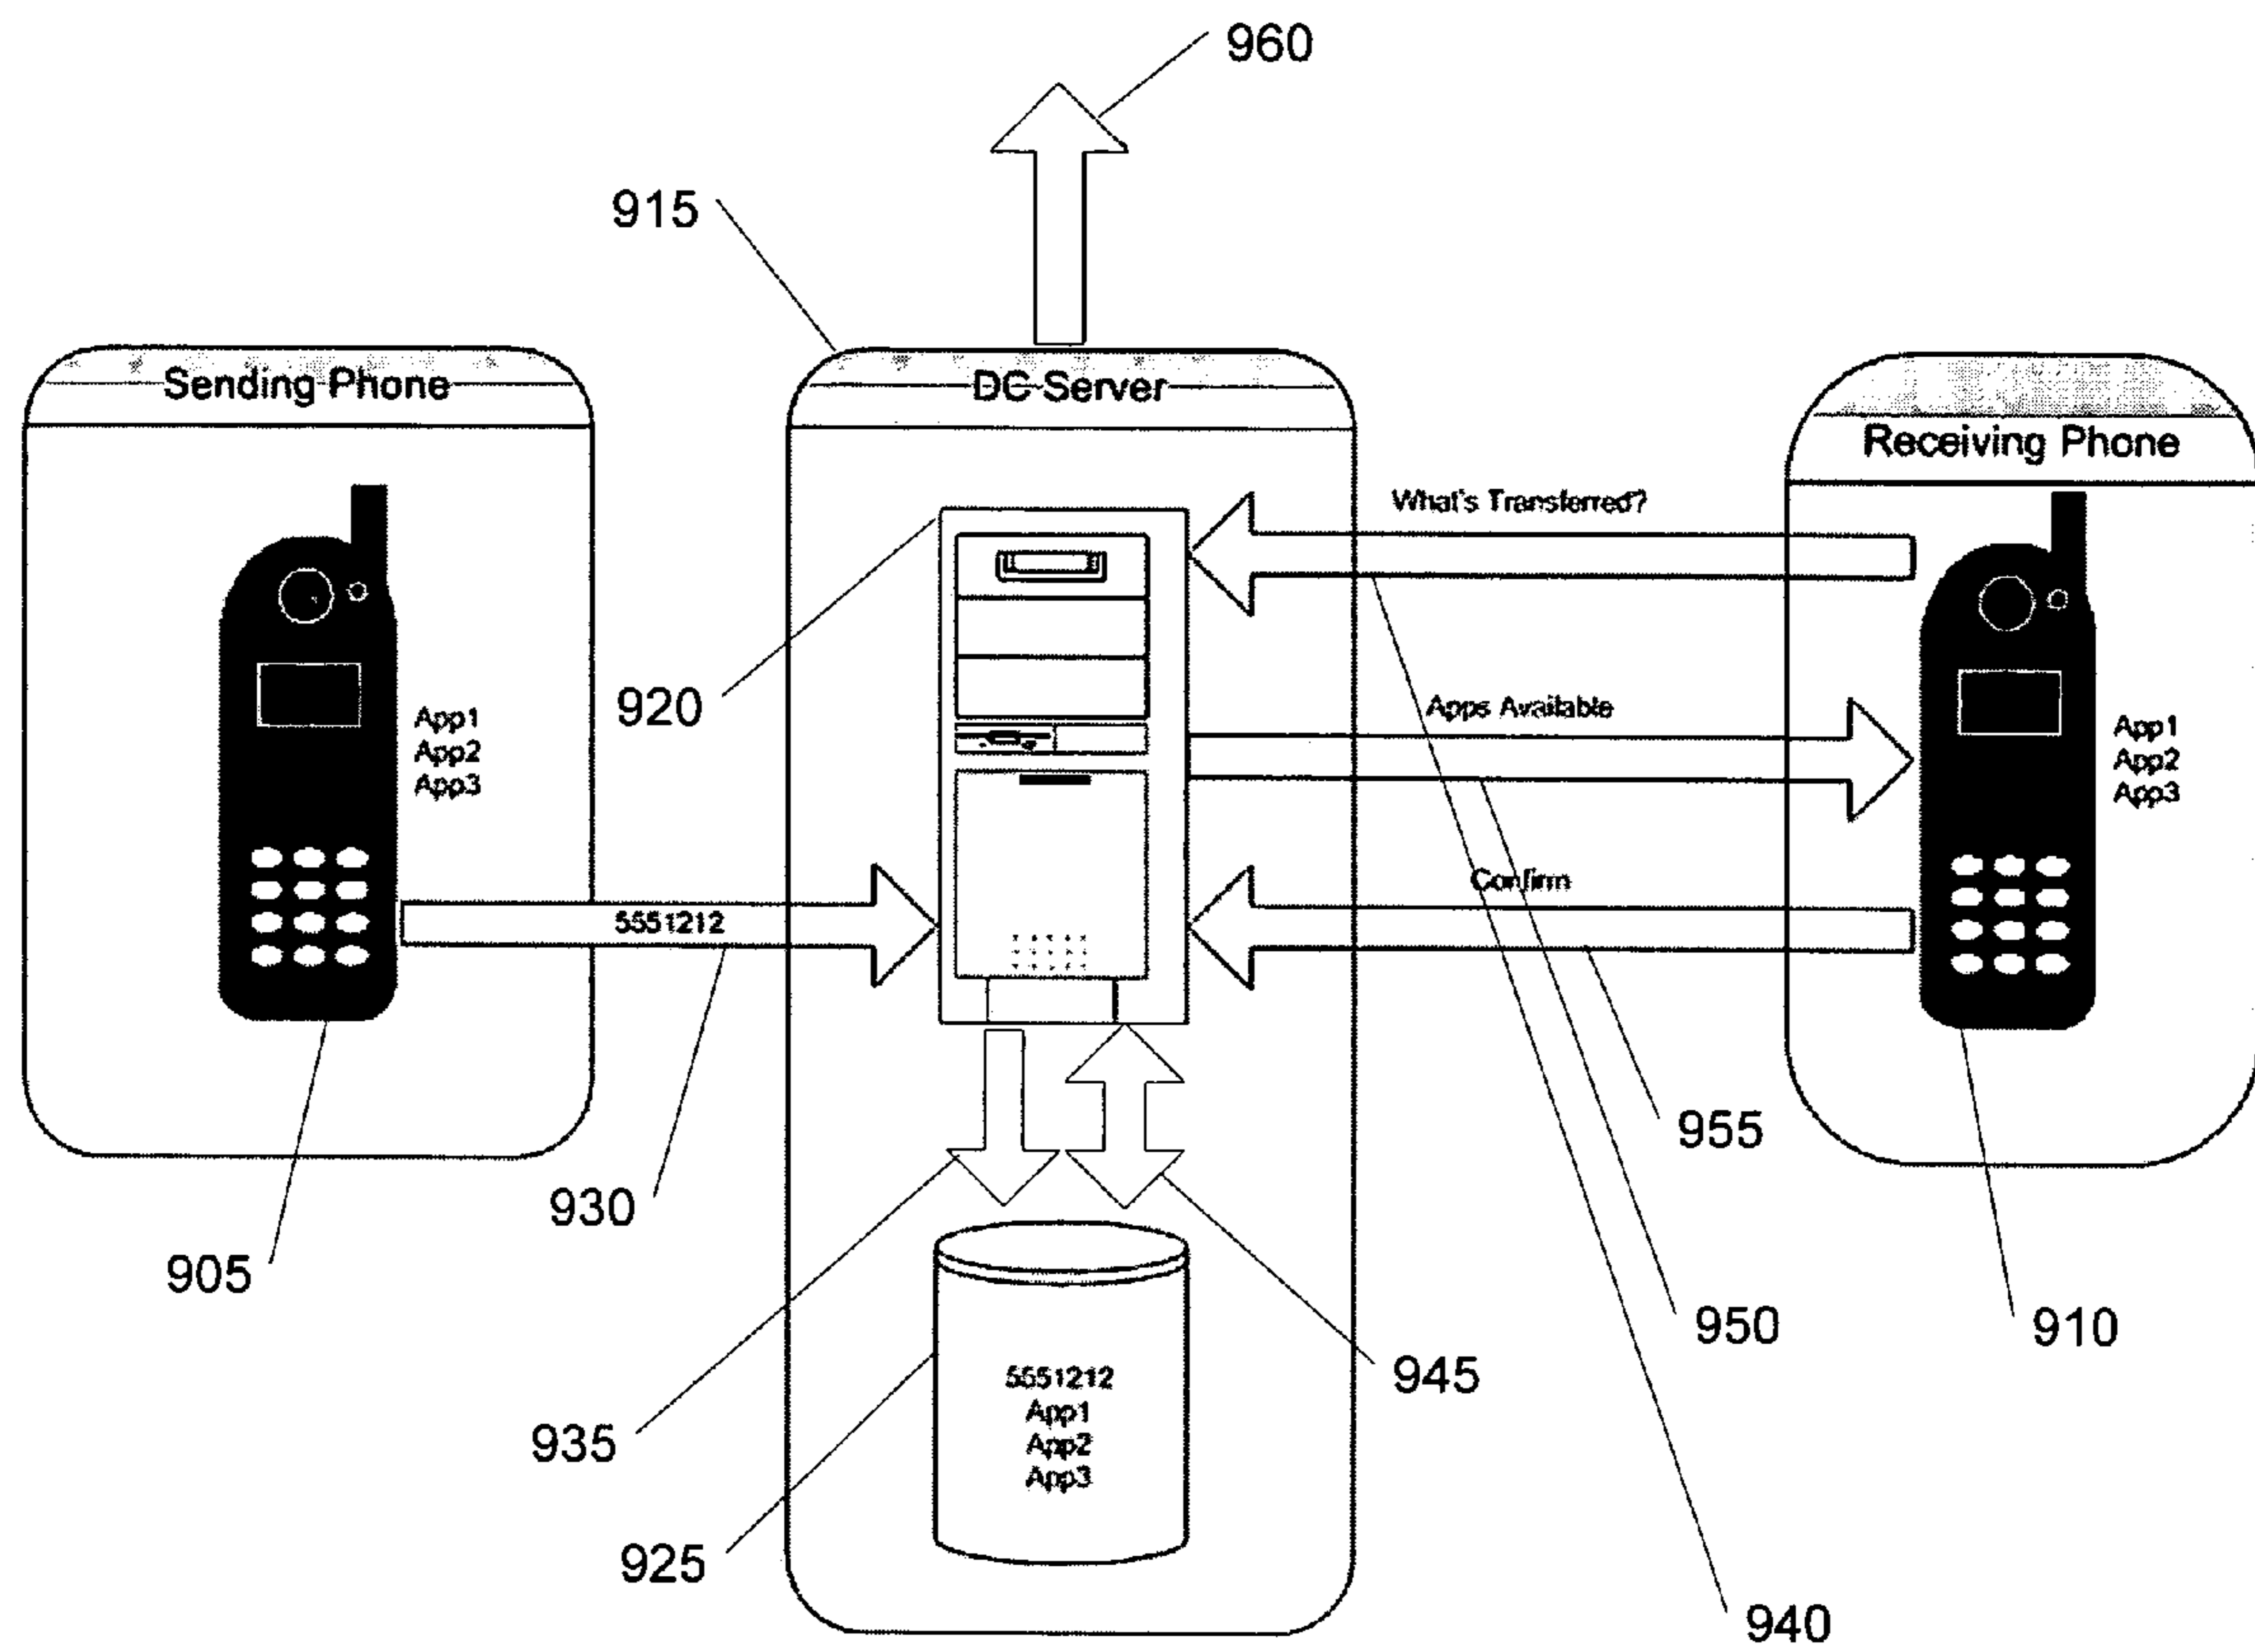 960
915
Sending Phone
DC Server
Receiving Phone
What's Transferred?
920
Apps Available
App1
App2
App3
App1
App2
App3
Confirm
5551212
955
930
905
950
910
945
935
5551212
App1
App2
App3
925
940